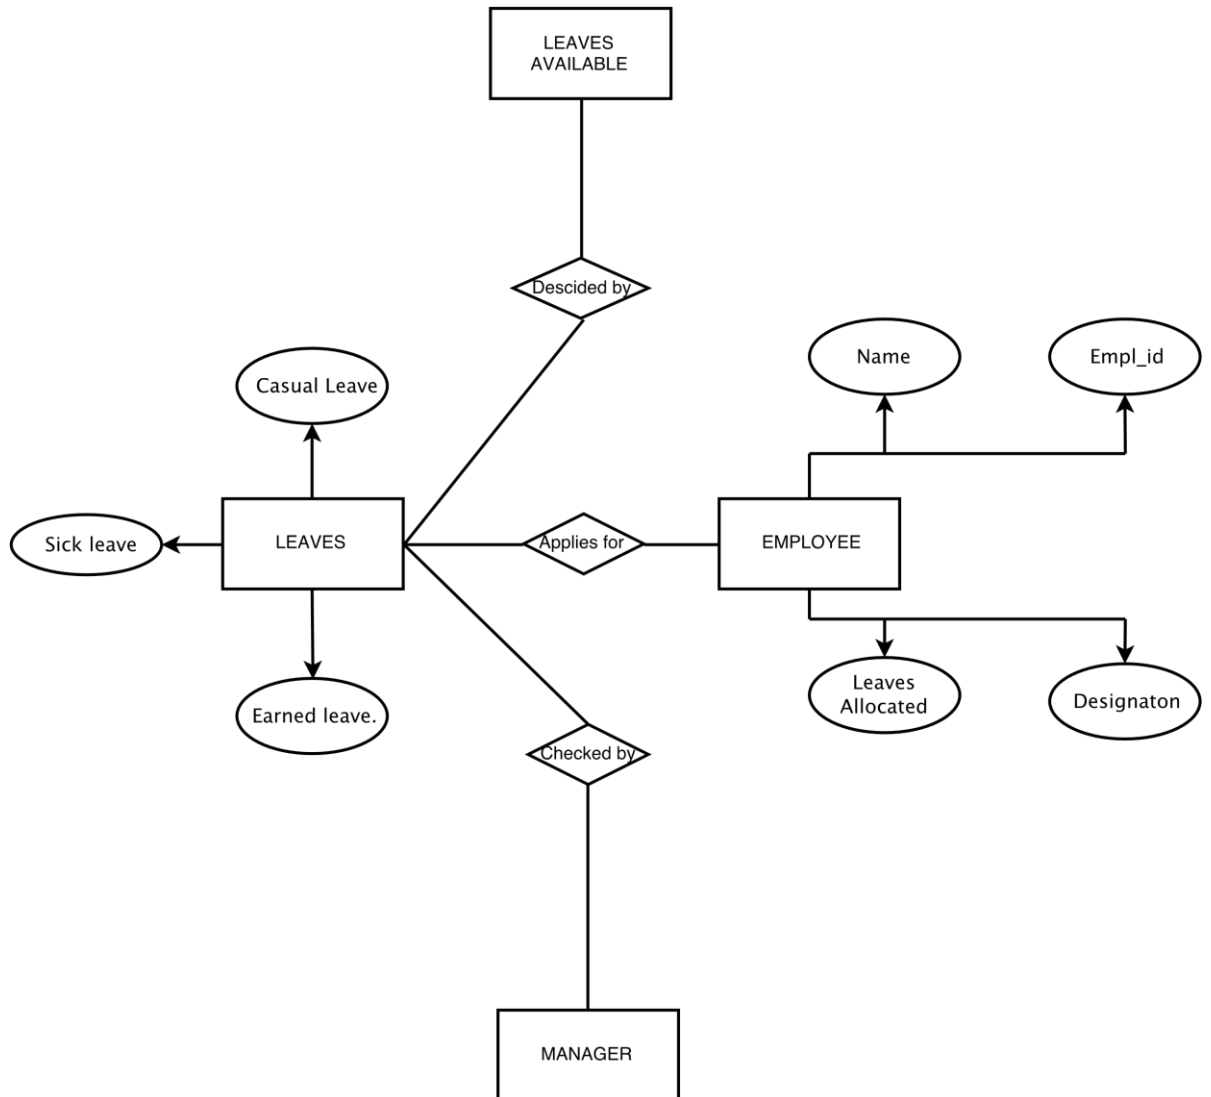 LEAVES
AVAILABLE
Descided by
Name
Empl_id
Casual Leave
Sick leave
LEAVES
Applies for
EMPLOYEE
Earned leave.
Leaves
Allocated
Designaton
Checked by
MANAGER